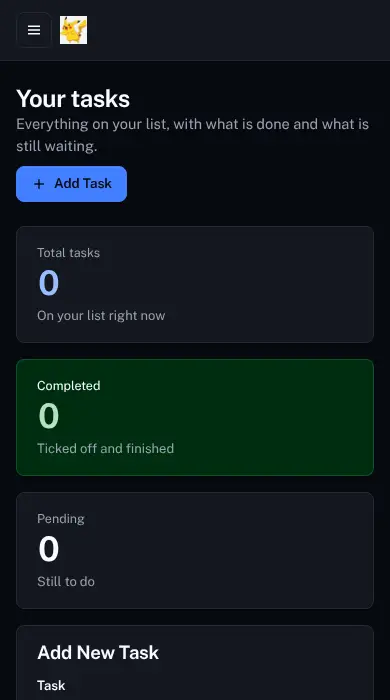 Your tasks
Everything on your list, with what is done and what is
still waiting.
+ Add Task
Total tasks
0
On your list right now
Completed
0
Ticked off and finished
Pending
0
Still to do
Add New Task
Task